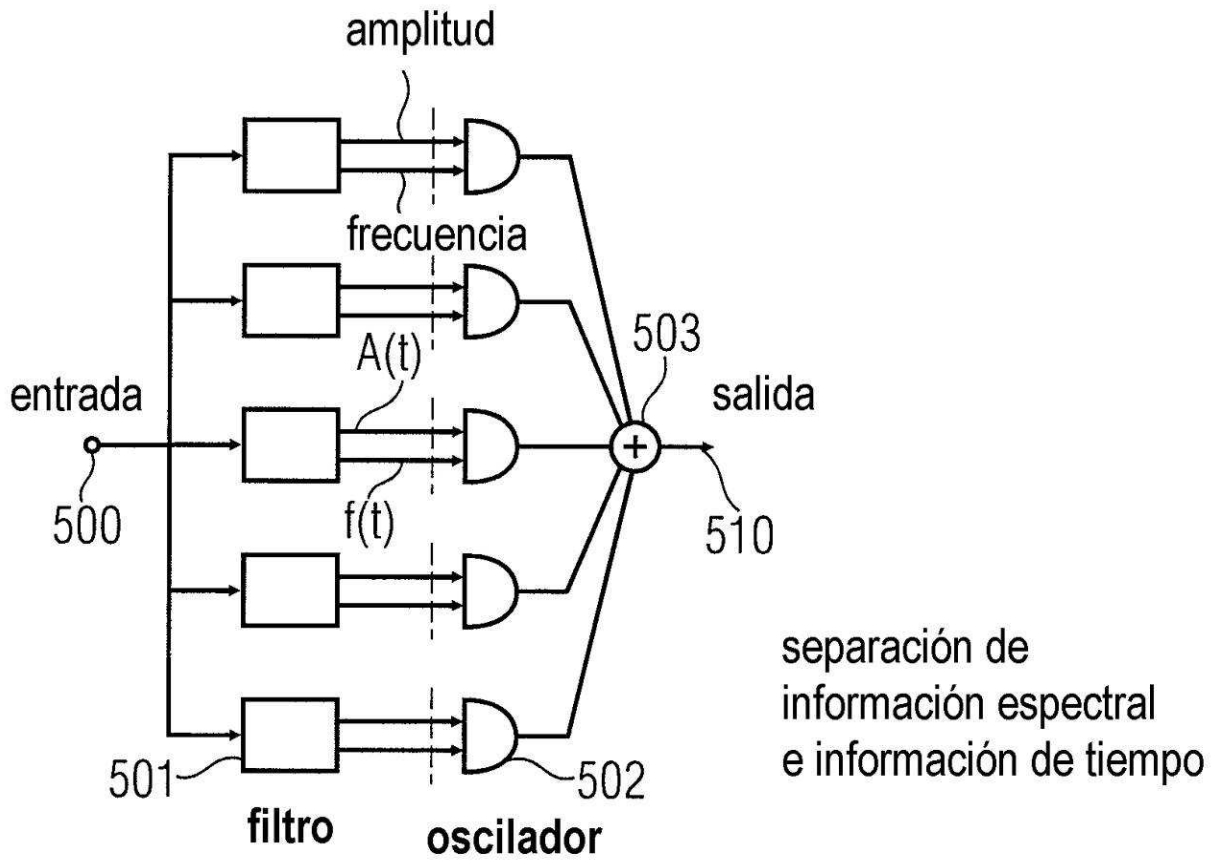 amplitud
frecuencia
A(t)
503
entrada
salida
500
f(t)
510
separación de
información espectral
e información de tiempo
501
502
filtro
oscilador
+